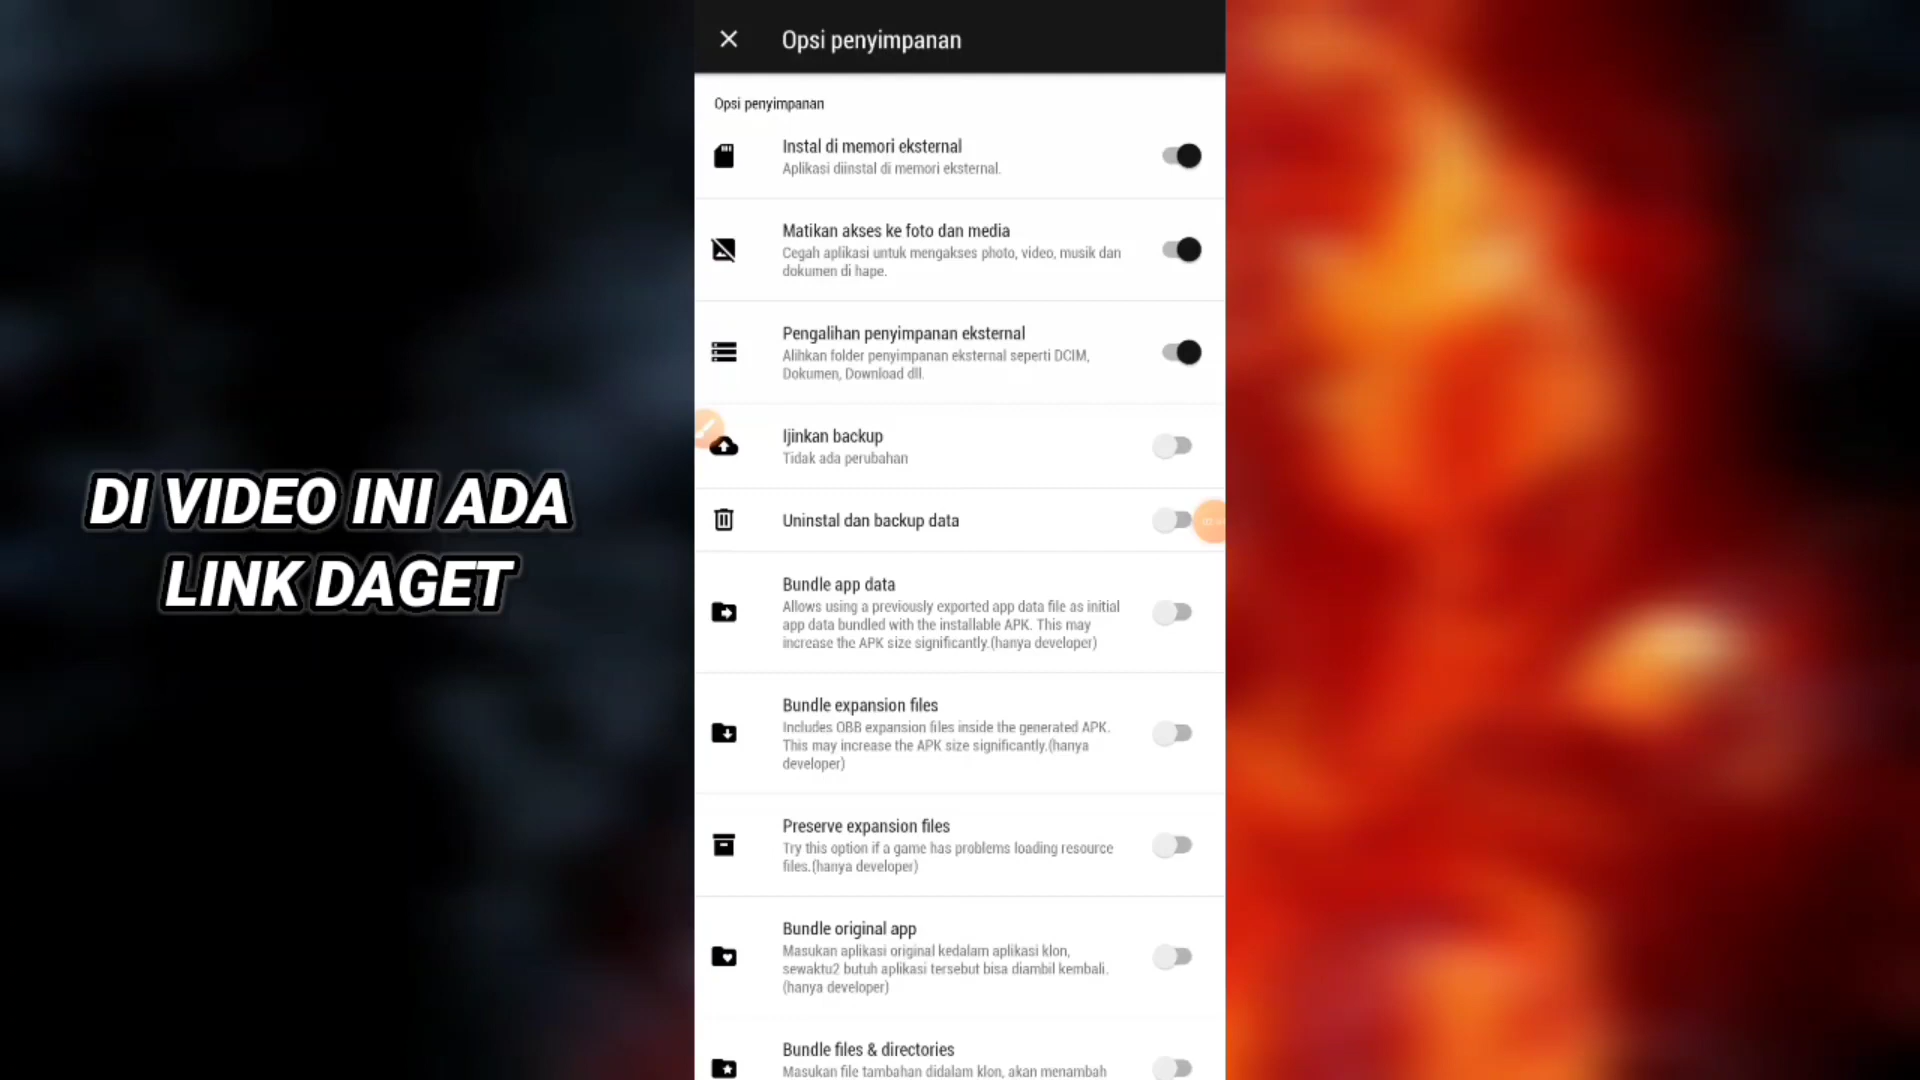 Opsi penyimpanan
Opsi penyimpanan
Instal di memori eksternal
Aplikasi diinstal di memori eksternal.
Matikan akses ke foto dan media
Cegah aplikasi untuk mengakses photo, video, musik dan
dokumen di hape.
Pengalihan penyimpanan eksternal
Alihkan folder penyimpanan eksternal seperti DCIM,
Dokumen, Download dll.
Ijinkan backup
Tidak ada perubahan
Uninstal dan backup data
Bundle app data
Allows using a previously exported app data file as initial
app data bundled with the installable APK. This may
increase the APK size significantly.(hanya developer)
Bundle expansion files
Includes OBB expansion files inside the generated APK.
This may increase the APK size significantly.(hanya
developer)
Preserve expansion files
Try this option if a game has problems loading resource
files.(hanya developer)
Bundle original app
Masukan aplikasi original kedalam aplikasi klon,
sewaktu2 butuh aplikasi tersebut bisa diambil kembali.
(hanya developer)
Bundle files & directories
Masukan file tambahan didalam klon, akan menambah
DI VIDEO INI ADA
LINK DAGET